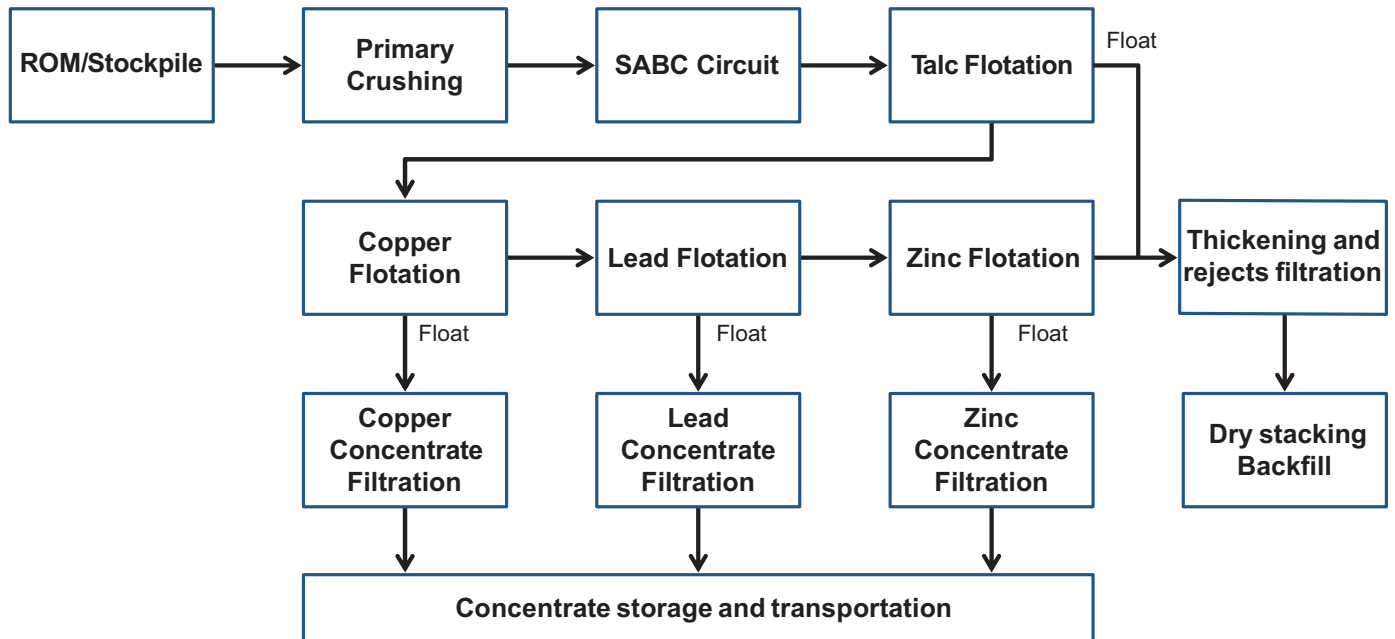 ROM/Stockpile
Primary
Crushing
SABC Circuit
Talc Flotation
Float
Copper
Flotation
Lead Flotation
Zinc Flotation
Thickening and
rejects filtration
Float
Float
Float
Copper
Concentrate
Filtration
Lead
Concentrate
Filtration
Zinc
Concentrate
Filtration
Dry stacking
Backfill
Concentrate storage and transportation